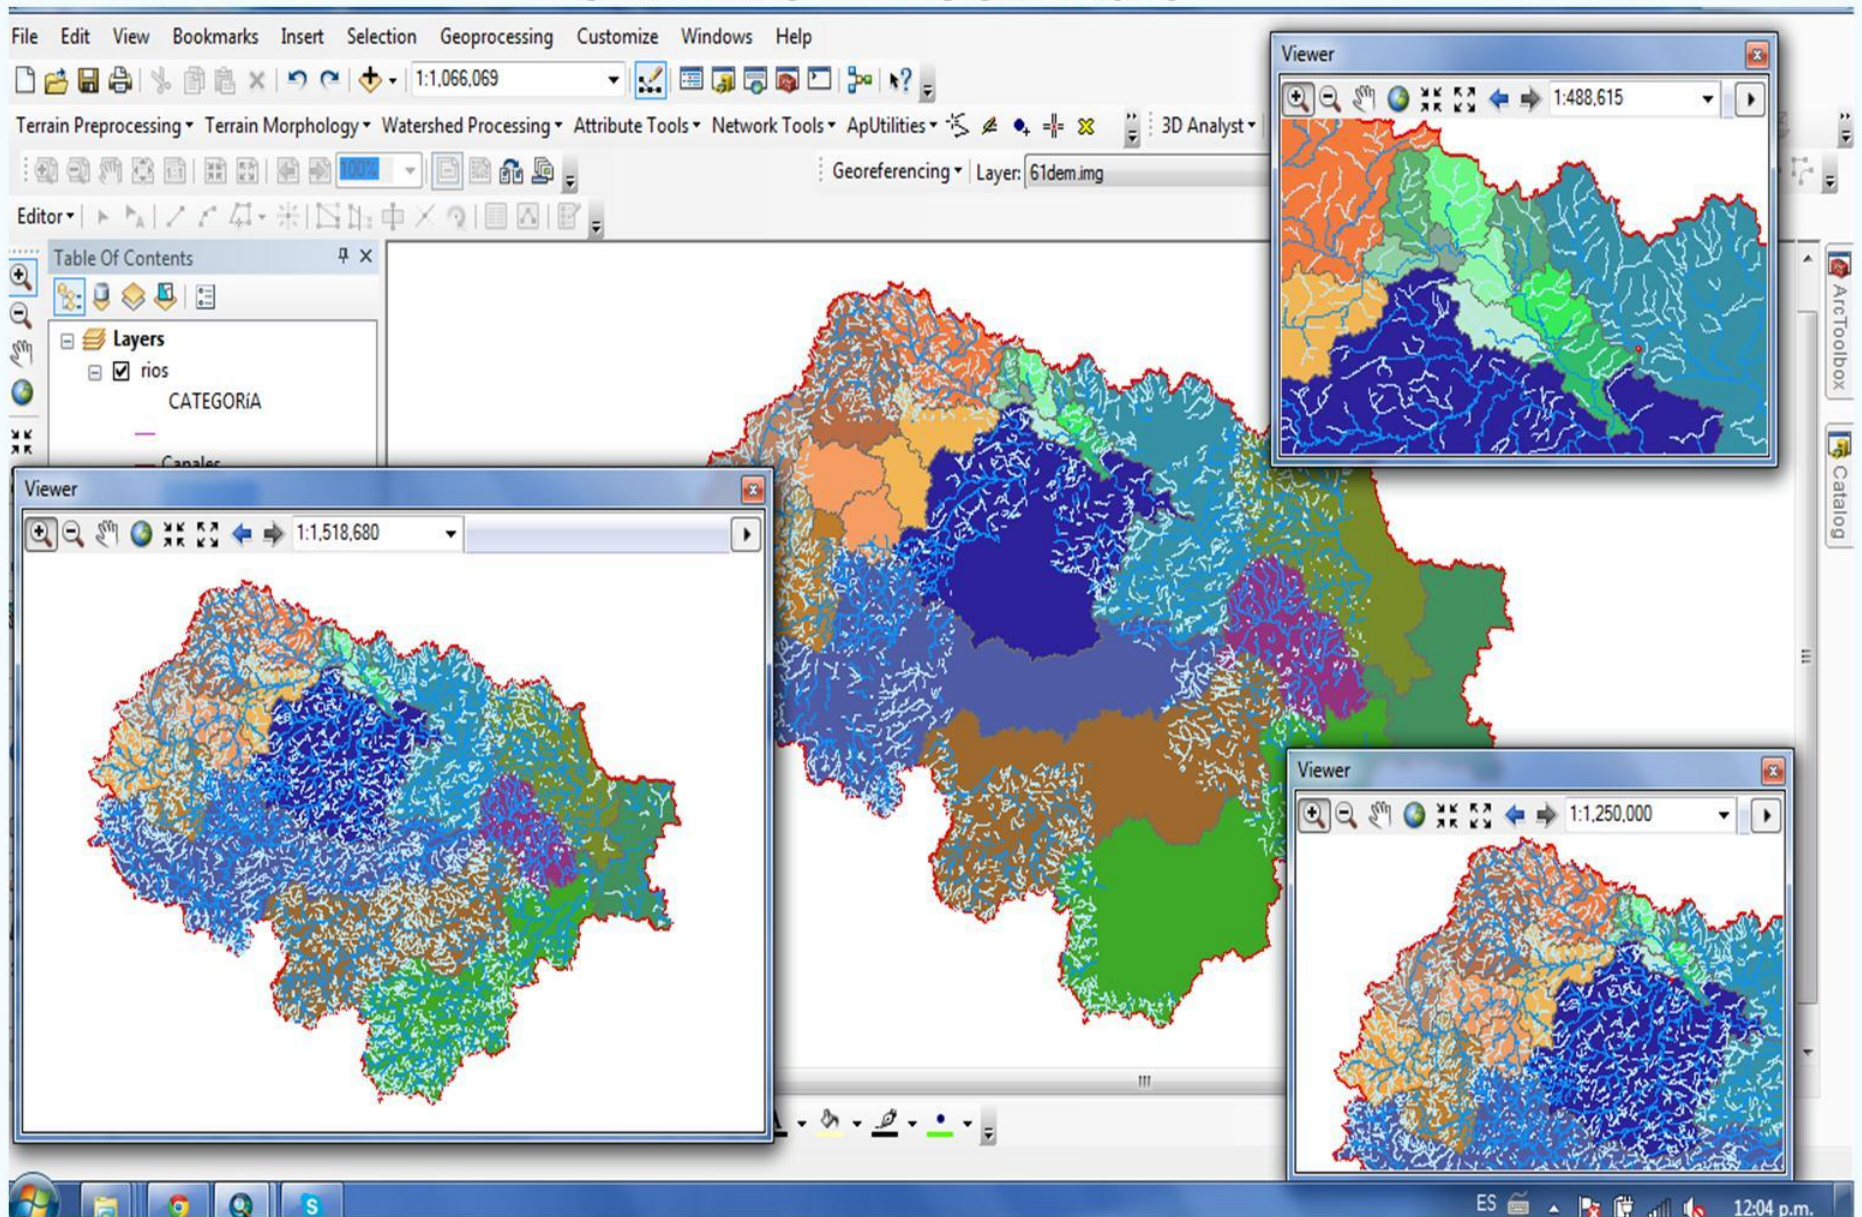 File Edit View Bookmarks Insert Selection Geoprocessing Customize Windows Help
1:1,066,069
Terrain Preprocessing Terrain Morphology Watershed Processing Attribute Tools Network Tools ApUtilities 3D Analyst
100%
Georeferencing Layer: 61dem.img
Editor
Table Of Contents
Layers
rios
CATEGORíA
Canales
Viewer
1:488,615
Viewer
1:1,518,680
Viewer
1:1,250,000
ArcToolbox
Catalog
ES
12:04 p.m.